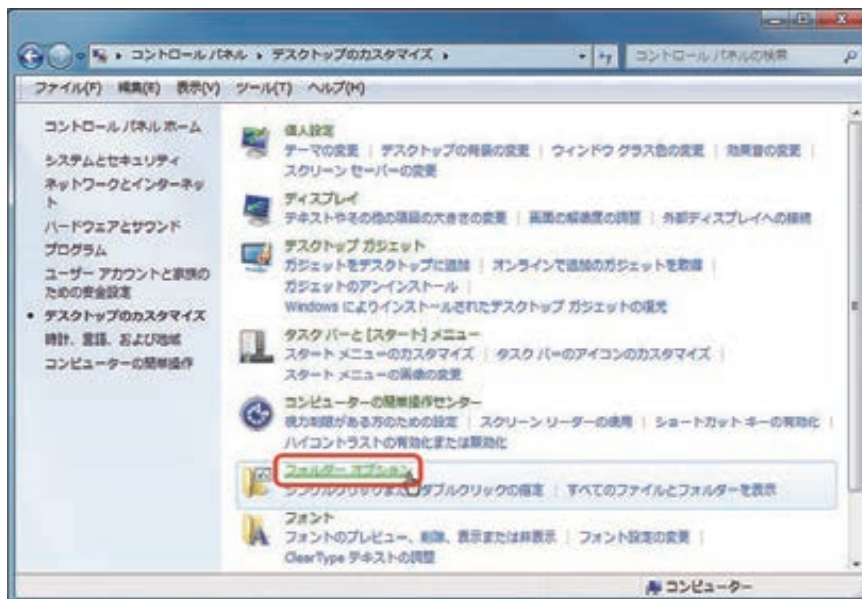 コントロール パネル ▸ デスクトップのカスタマイズ ▸
コントロール パネルの検索
ファイル(F) 編集(E) 表示(V) ツール(T) ヘルプ(H)
コントロール パネル ホーム
システムとセキュリティ
ネットワークとインターネッ
ト
ハードウェアとサウンド
プログラム
ユーザー アカウントと家族の
ための安全設定
• デスクトップのカスタマイズ
時計、言語、および地域
コンピューターの簡単操作
個人設定
テーマの変更 | デスクトップの背景の変更 | ウィンドウ グラス色の変更 | 効果音の変更 |
スクリーン セーバーの変更
ディスプレイ
テキストやその他の項目の大きさの変更 | 画面の解像度の調整 | 外部ディスプレイへの接続
デスクトップ ガジェット
ガジェットをデスクトップに追加 | オンラインで追加のガジェットを取得 |
ガジェットのアンインストール |
Windows によりインストールされたデスクトップ ガジェットの復元
タスク バーと [スタート] メニュー
スタート メニューのカスタマイズ | タスク バーのアイコンのカスタマイズ |
スタート メニューの画像の変更
コンピューターの簡単操作センター
視力制限がある方のための設定 | スクリーン リーダーの使用 | ショートカット キーの有効化 |
ハイコントラストの有効化または無効化
フォルダー オプション
シングルクリックまたはダブルクリックの指定 | すべてのファイルとフォルダーを表示
フォント
フォントのプレビュー、削除、表示または非表示 | フォント設定の変更 |
ClearType テキストの調整
コンピューター